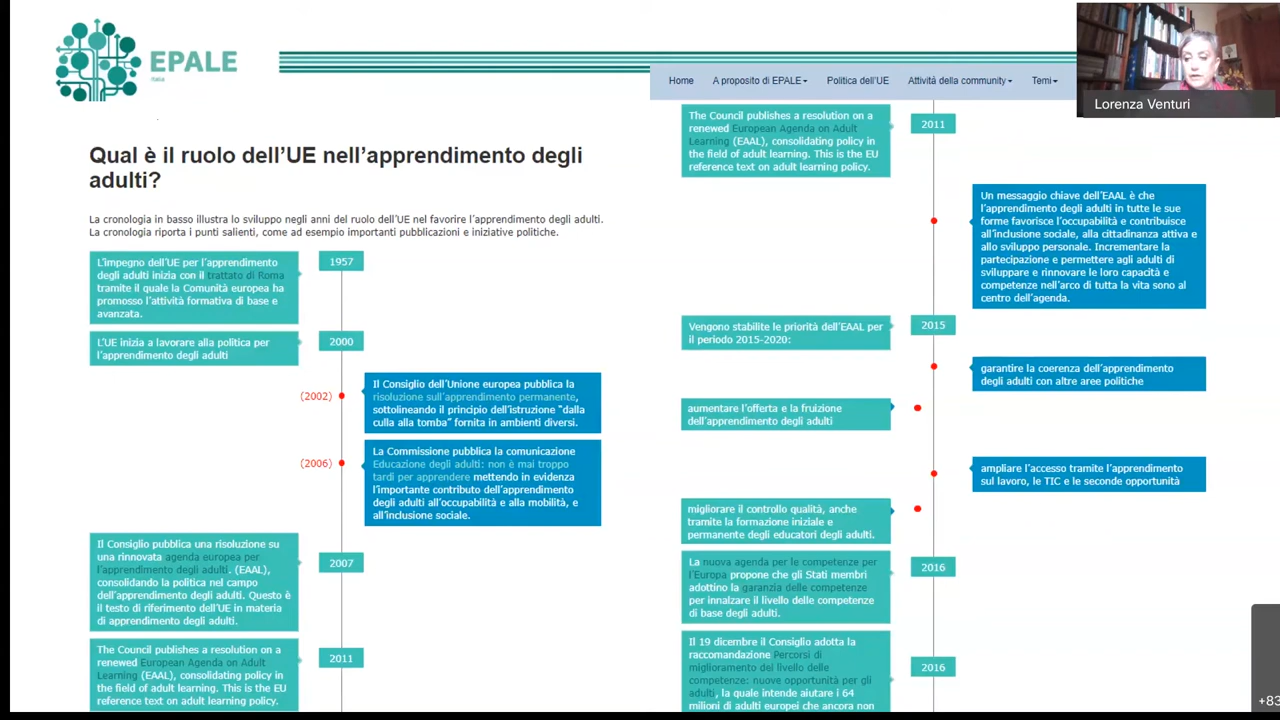 EPALE
Italia
Home
A proposito di EPALE
Politica dell'UE
Attività della community
Temi
Lorenza Venturi
Qual è il ruolo dell'UE nell'apprendimento degli
adulti?
La cronologia in basso illustra lo sviluppo negli anni del ruolo dell'UE nel favorire l'apprendimento degli adulti.
La cronologia riporta i punti salienti, come ad esempio importanti pubblicazioni e iniziative politiche.
L'impegno dell'UE per l'apprendimento
degli adulti inizia con il trattato di Roma
tramite il quale la Comunità europea ha
promosso l'attività formativa di base e
avanzata.
1957
L'UE inizia a lavorare alla politica per
l'apprendimento degli adulti
2000
(2002)
Il Consiglio dell'Unione europea pubblica la
risoluzione sull'apprendimento permanente,
sottolineando il principio dell'istruzione "dalla
culla alla tomba" fornita in ambienti diversi.
(2006)
La Commissione pubblica la comunicazione
Educazione degli adulti: non è mai troppo
tardi per apprendere mettendo in evidenza
l'importante contributo dell'apprendimento
degli adulti all'occupabilità e alla mobilità, e
all'inclusione sociale.
Il Consiglio pubblica una risoluzione su
una rinnovata agenda europea per
l'apprendimento degli adulti. (EAAL),
consolidando la politica nel campo
dell'apprendimento degli adulti. Questo è
il testo di riferimento dell'UE in materia
di apprendimento degli adulti.
2007
The Council publishes a resolution on a
renewed European Agenda on Adult
Learning (EAAL), consolidating policy in
the field of adult learning. This is the EU
reference text on adult learning policy.
2011
The Council publishes a resolution on a
renewed European Agenda on Adult
Learning (EAAL), consolidating policy in
the field of adult learning. This is the EU
reference text on adult learning policy.
2011
Un messaggio chiave dell'EAAL è che
l'apprendimento degli adulti in tutte le sue
forme favorisce l'occupabilità e contribuisce
all'inclusione sociale, alla cittadinanza attiva e
allo sviluppo personale. Incrementare la
partecipazione e permettere agli adulti di
sviluppare e rinnovare le loro capacità e
competenze nell'arco di tutta la vita sono al
centro dell'agenda.
Vengono stabilite le priorità dell'EAAL per
il periodo 2015-2020:
2015
garantire la coerenza dell'apprendimento
degli adulti con altre aree politiche
aumentare l'offerta e la fruizione
dell'apprendimento degli adulti
ampliare l'accesso tramite l'apprendimento
sul lavoro, le TIC e le seconde opportunità
migliorare il controllo qualità, anche
tramite la formazione iniziale e
permanente degli educatori degli adulti.
La nuova agenda per le competenze per
l'Europa propone che gli Stati membri
adottino la garanzia delle competenze
per innalzare il livello delle competenze
di base degli adulti.
2016
Il 19 dicembre il Consiglio adotta la
raccomandazione Percorsi di
miglioramento del livello delle
competenze: nuove opportunità per gli
adulti, la quale intende aiutare i 64
milioni di adulti europei che ancora non
2016
+83